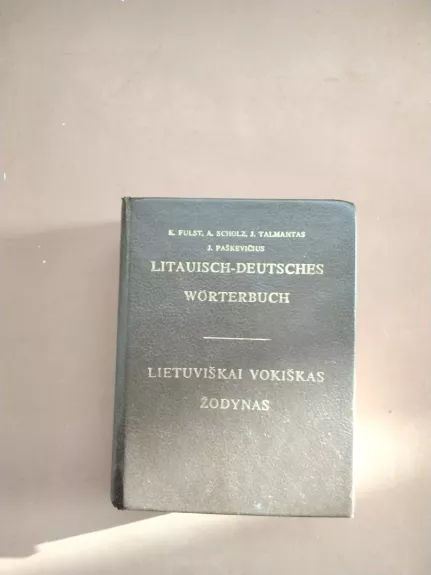 K. FULST, A. SCHOLZ, J. TALMANTAS
J. PAŠKEVIČIUS
LITAUISCH-DEUTSCHES
WÖRTERBUCH
LIETUVIŠKAI VOKIŠKAS
ŽODYNAS